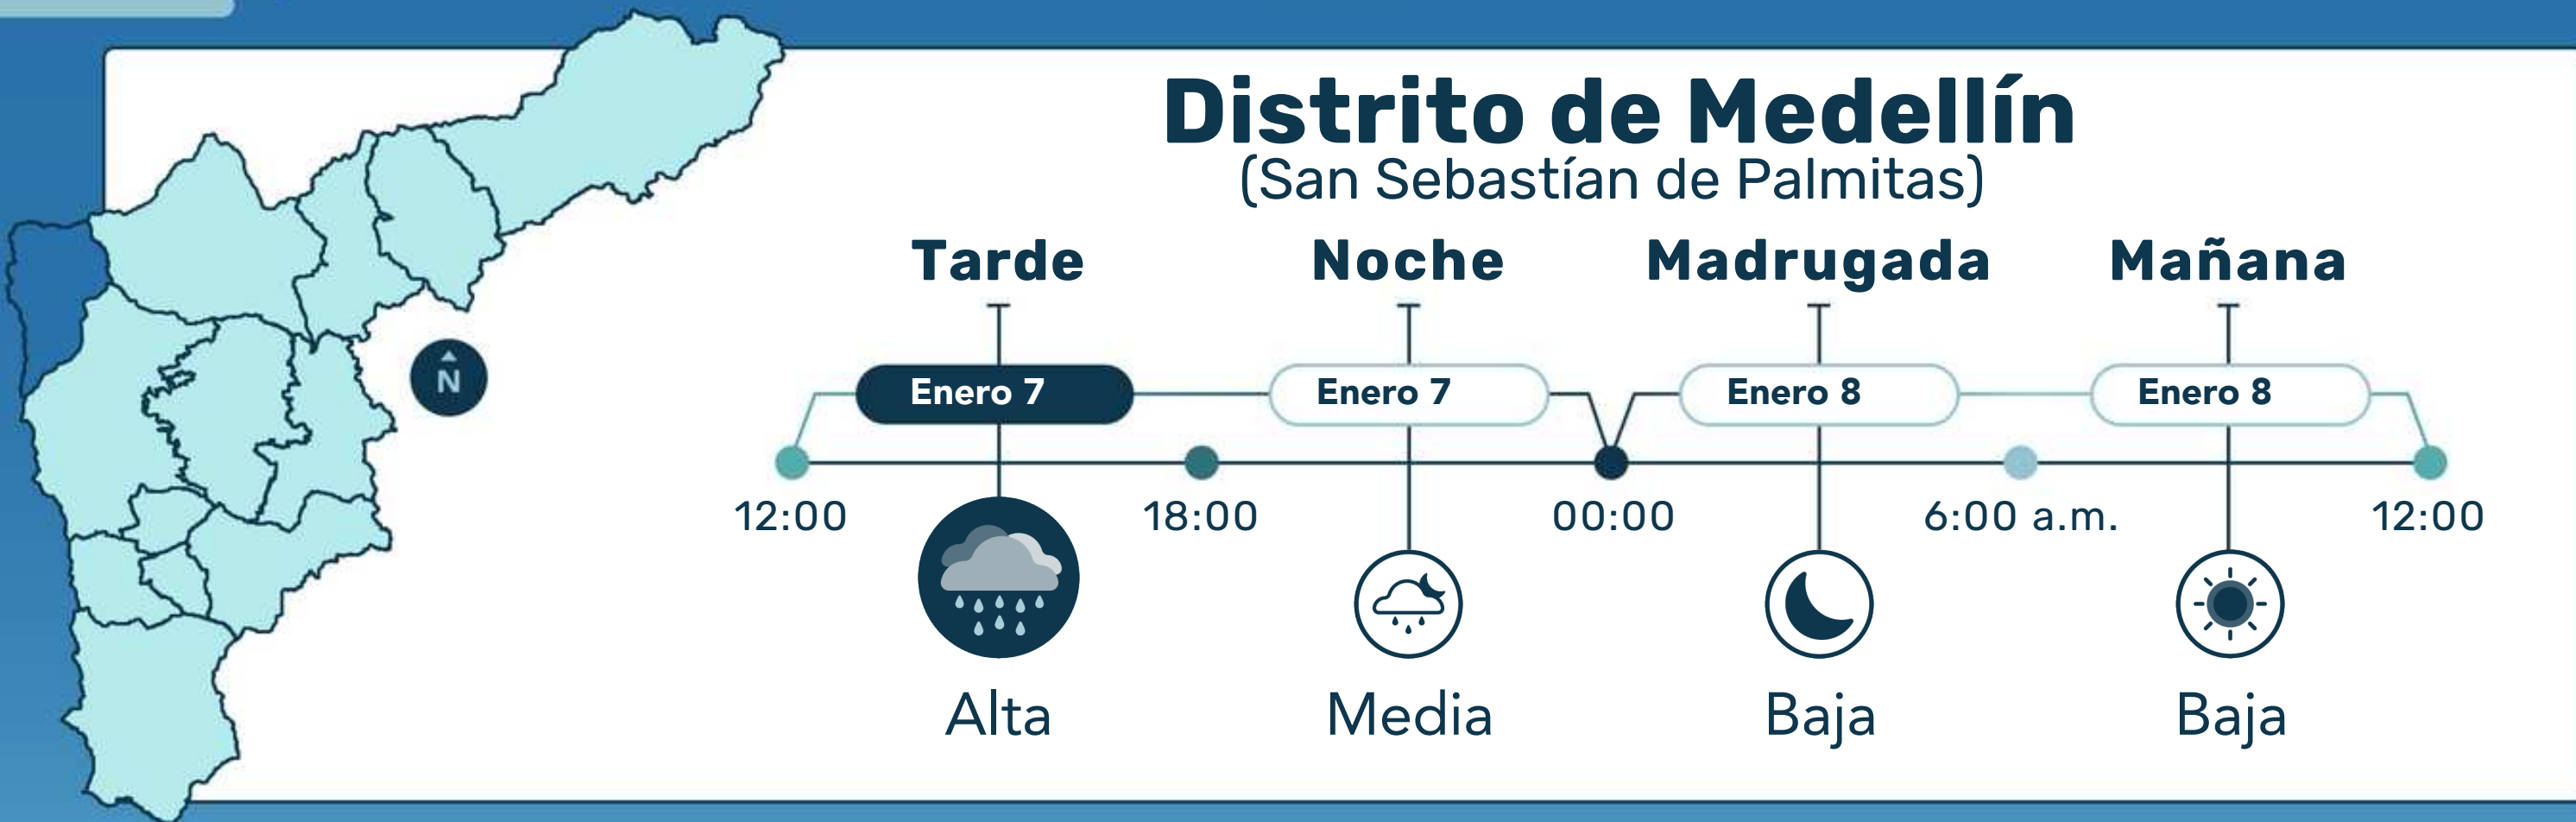 Distrito de Medellín
(San Sebastían de Palmitas)
Tarde Noche Madrugada Mañana
Enero 7 Enero 7 Enero 8 Enero 8
N
12:00 18:00 00:00 6:00 a.m. 12:00
Alta Media Baja Baja